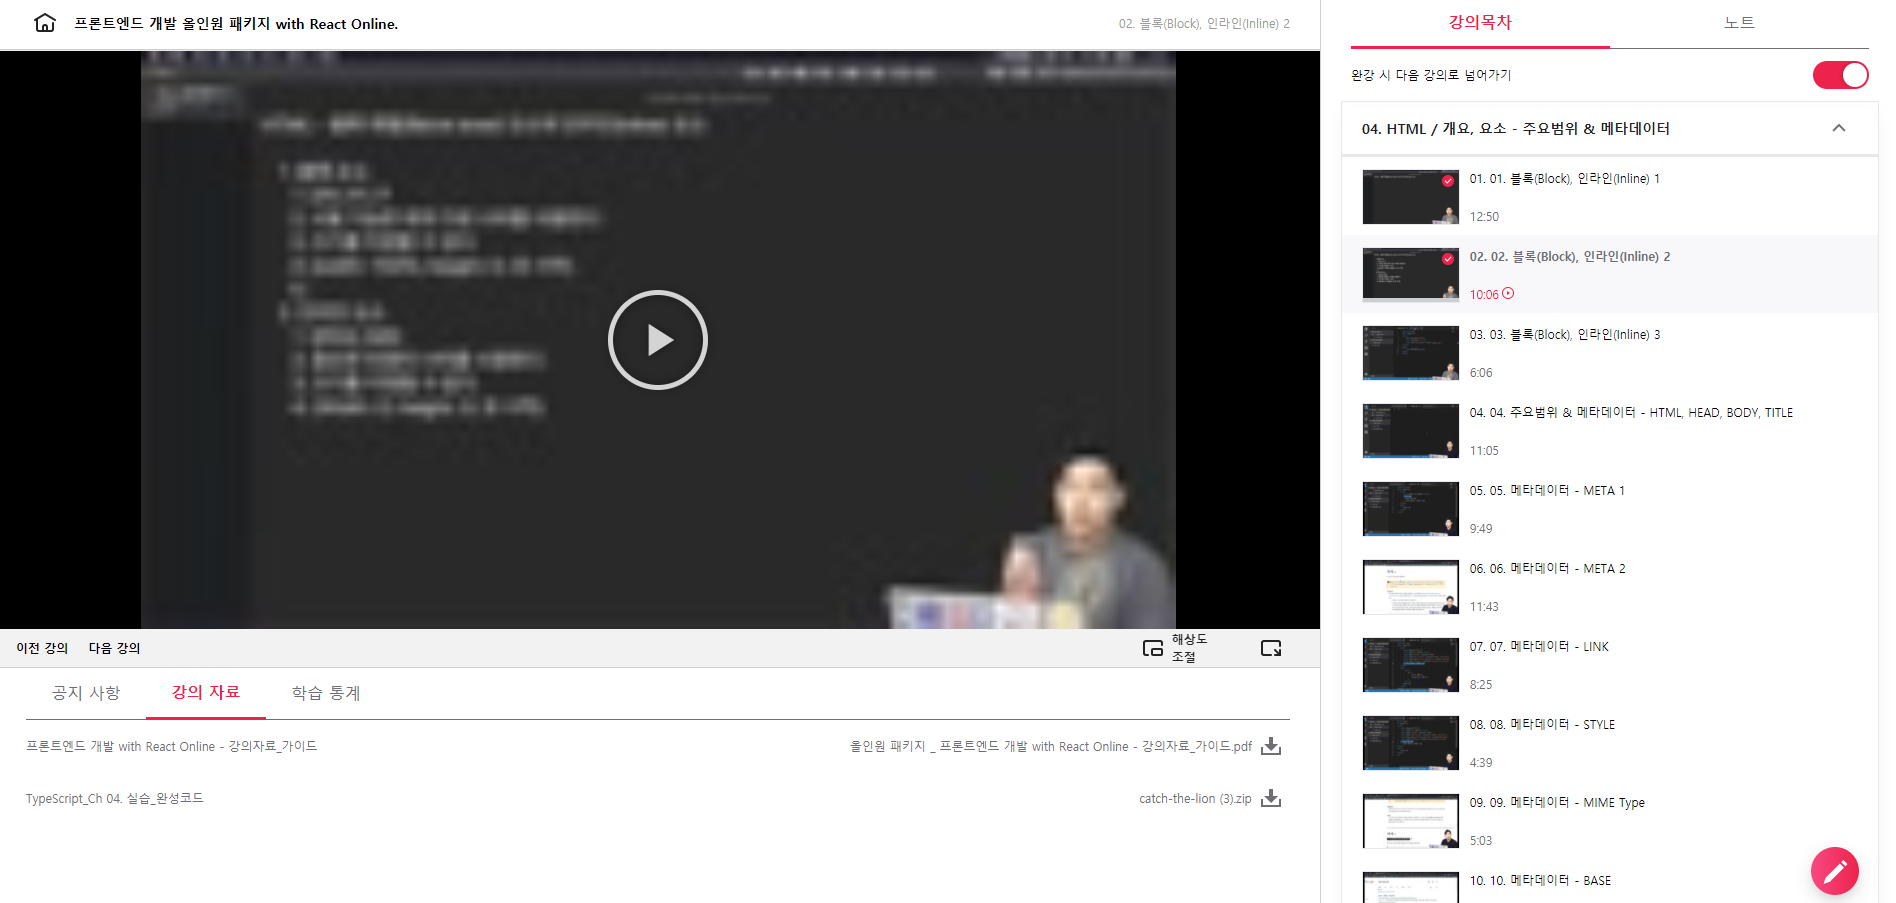 프론트엔드 개발 올인원 패키지 with React Online.
02. 블록(Block), 인라인(Inline) 2
이전 강의
다음 강의
해상도
조절
공지 사항
강의 자료
학습 통계
프론트엔드 개발 with React Online - 강의자료_가이드
올인원 패키지 _ 프론트엔드 개발 with React Online - 강의자료_가이드.pdf
TypeScript_Ch 04. 실습_완성코드
catch-the-lion (3).zip
강의목차
노트
완강 시 다음 강의로 넘어가기
04. HTML / 개요, 요소 - 주요범위 & 메타데이터
01. 01. 블록(Block), 인라인(Inline) 1
12:50
02. 02. 블록(Block), 인라인(Inline) 2
10:06
03. 03. 블록(Block), 인라인(Inline) 3
6:06
04. 04. 주요범위 & 메타데이터 - HTML, HEAD, BODY, TITLE
11:05
05. 05. 메타데이터 - META 1
9:49
06. 06. 메타데이터 - META 2
11:43
07. 07. 메타데이터 - LINK
8:25
08. 08. 메타데이터 - STYLE
4:39
09. 09. 메타데이터 - MIME Type
5:03
10. 10. 메타데이터 - BASE